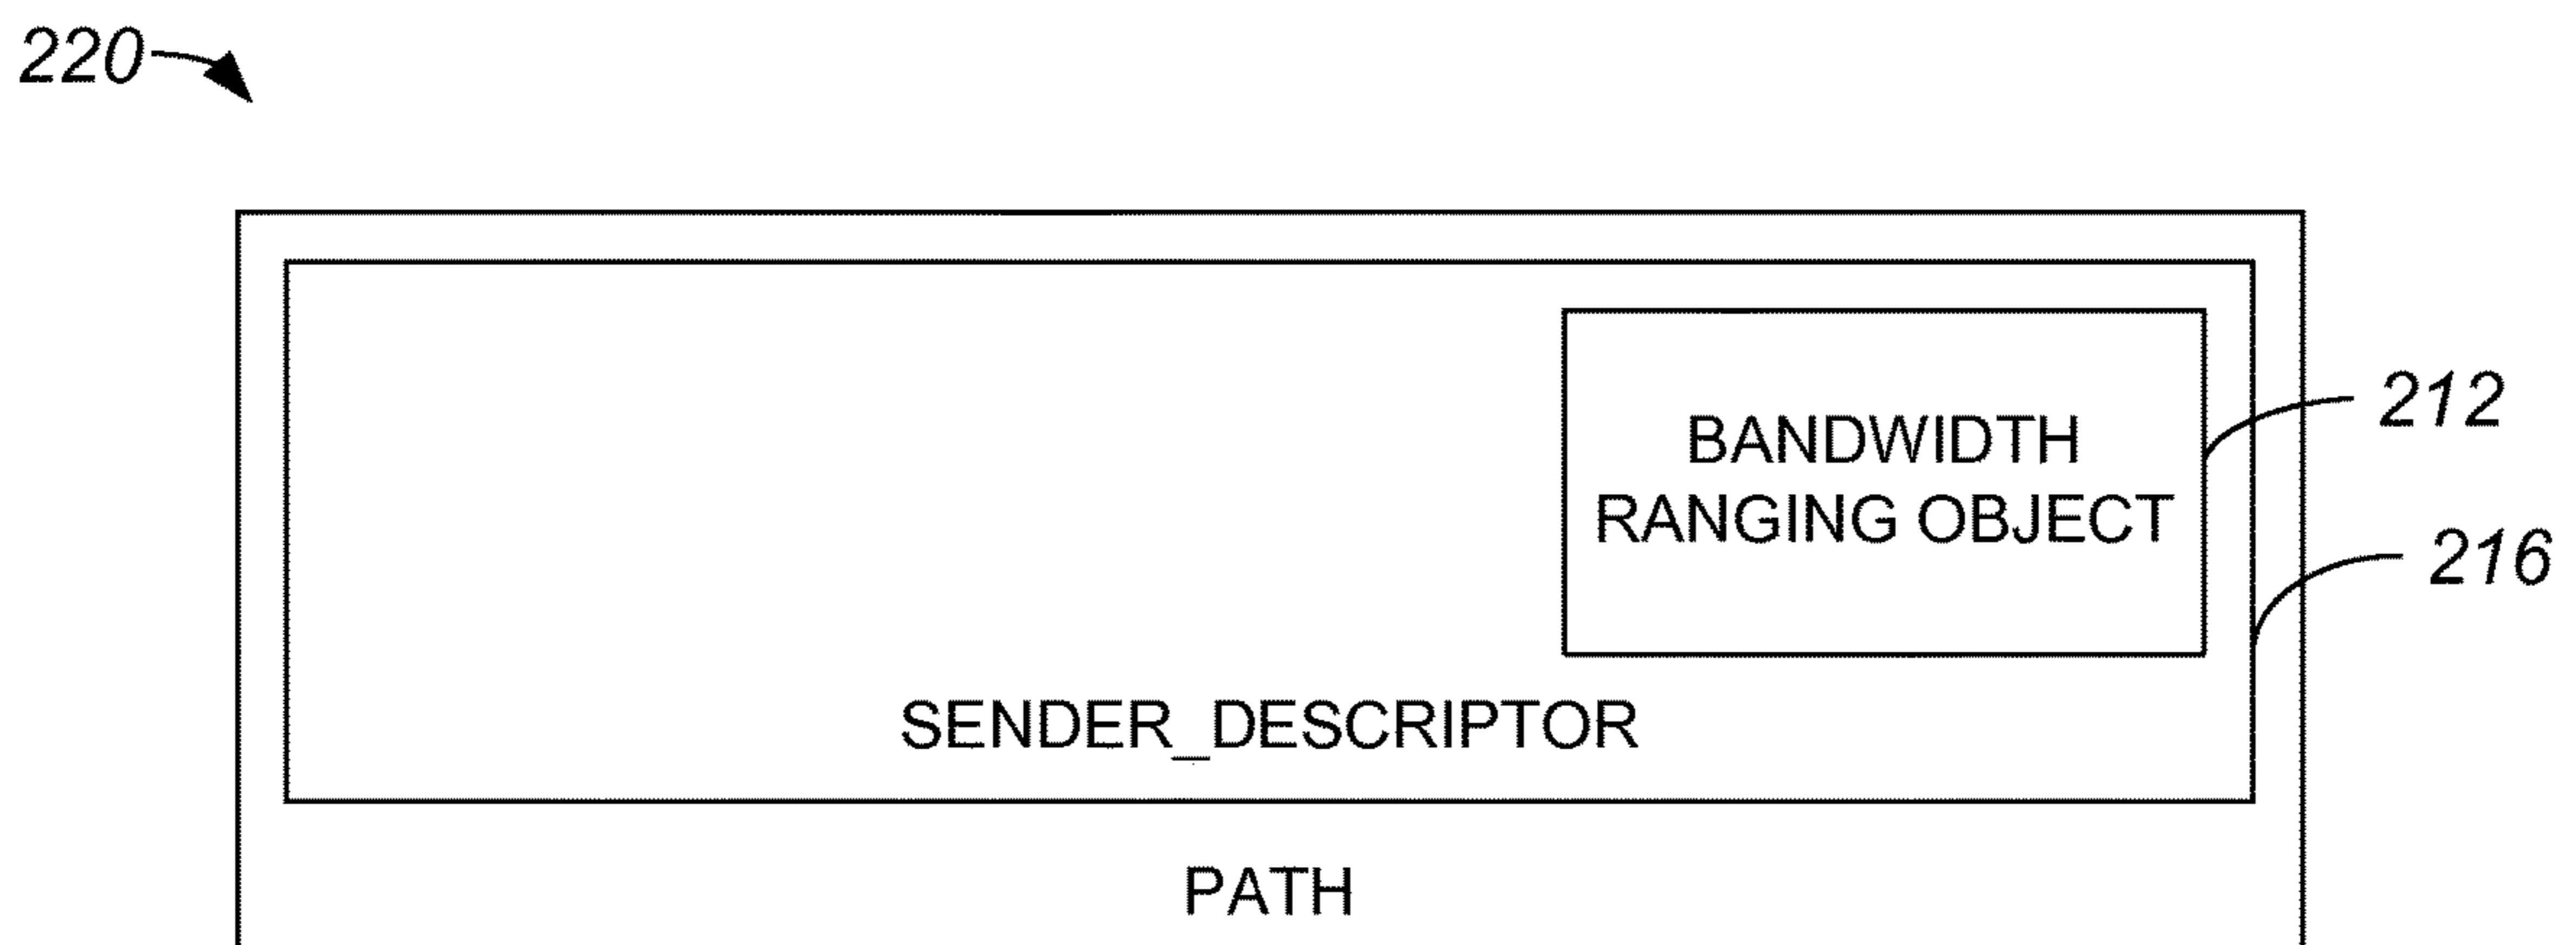 220
BANDWIDTH
RANGING OBJECT
212
216
SENDER_DESCRIPTOR
PATH